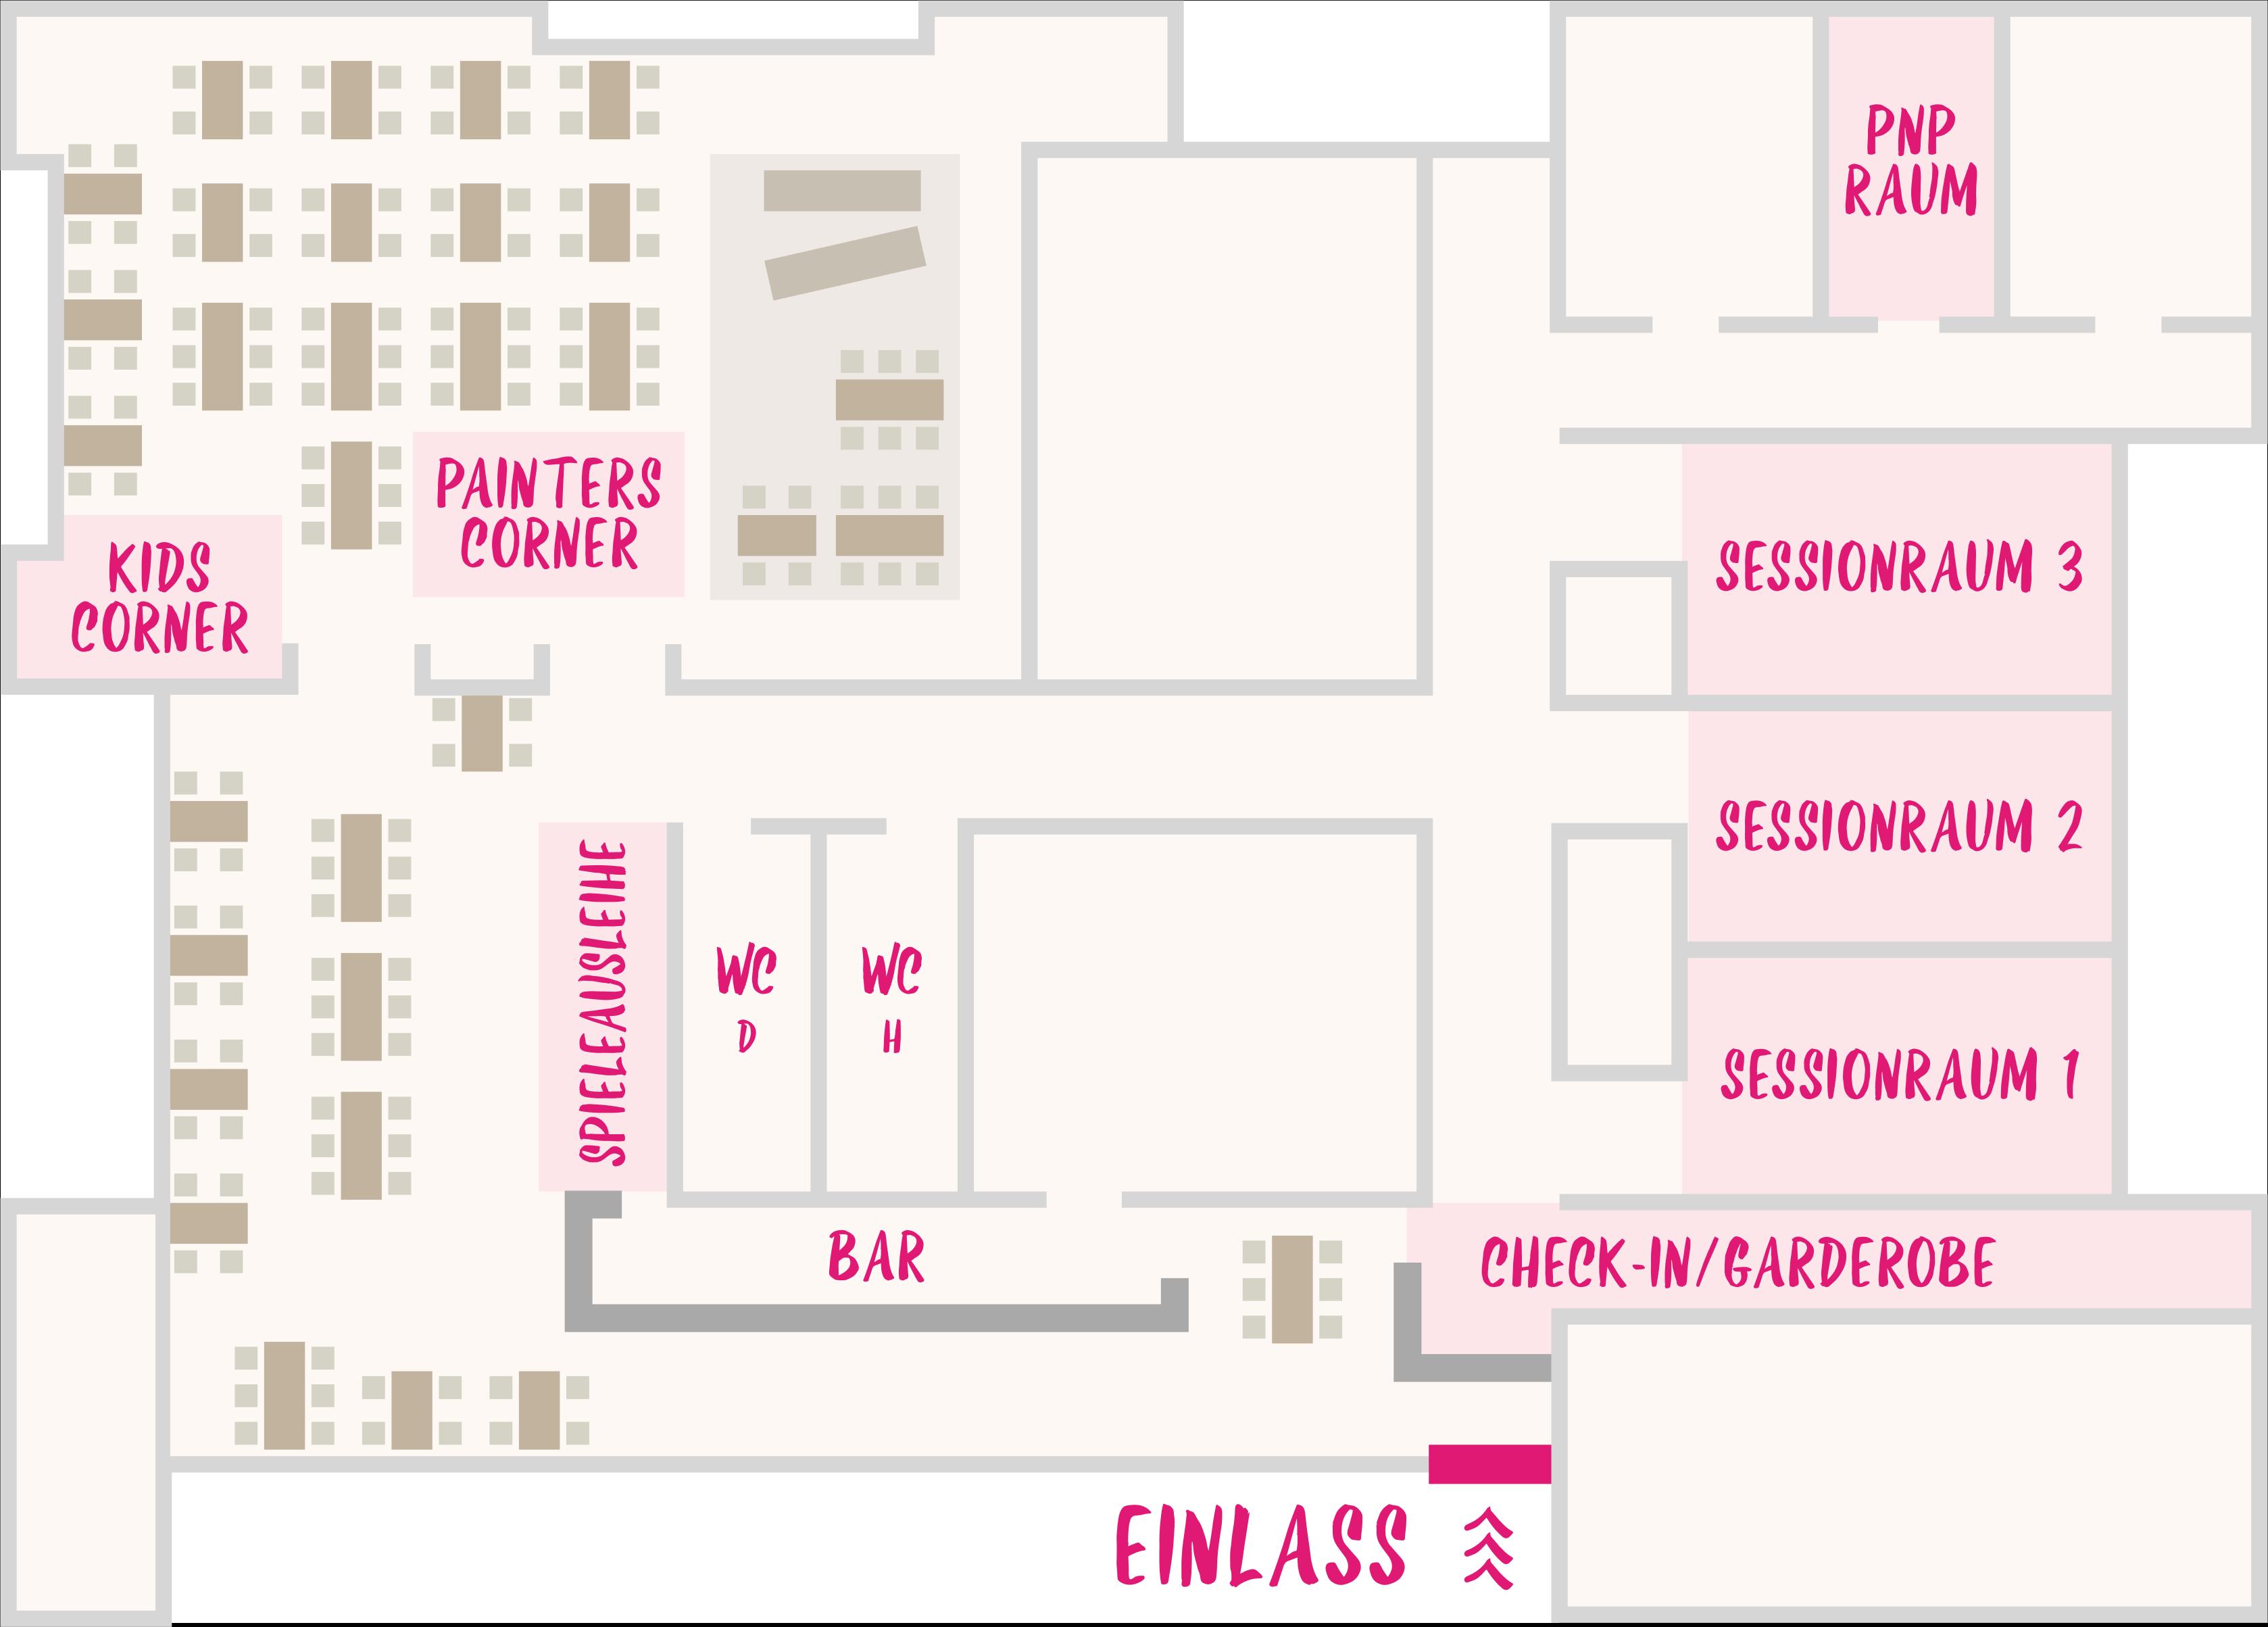 PNP
RAUM
PAINTERS
CORNER
KIDS
CORNER
SESSIONRAUM 3
SESSIONRAUM 2
SPIELEAUSLEIHE
WC
D
WC
H
SESSIONRAUM 1
BAR
CHECK-IN/GARDEROBE
EINLASS